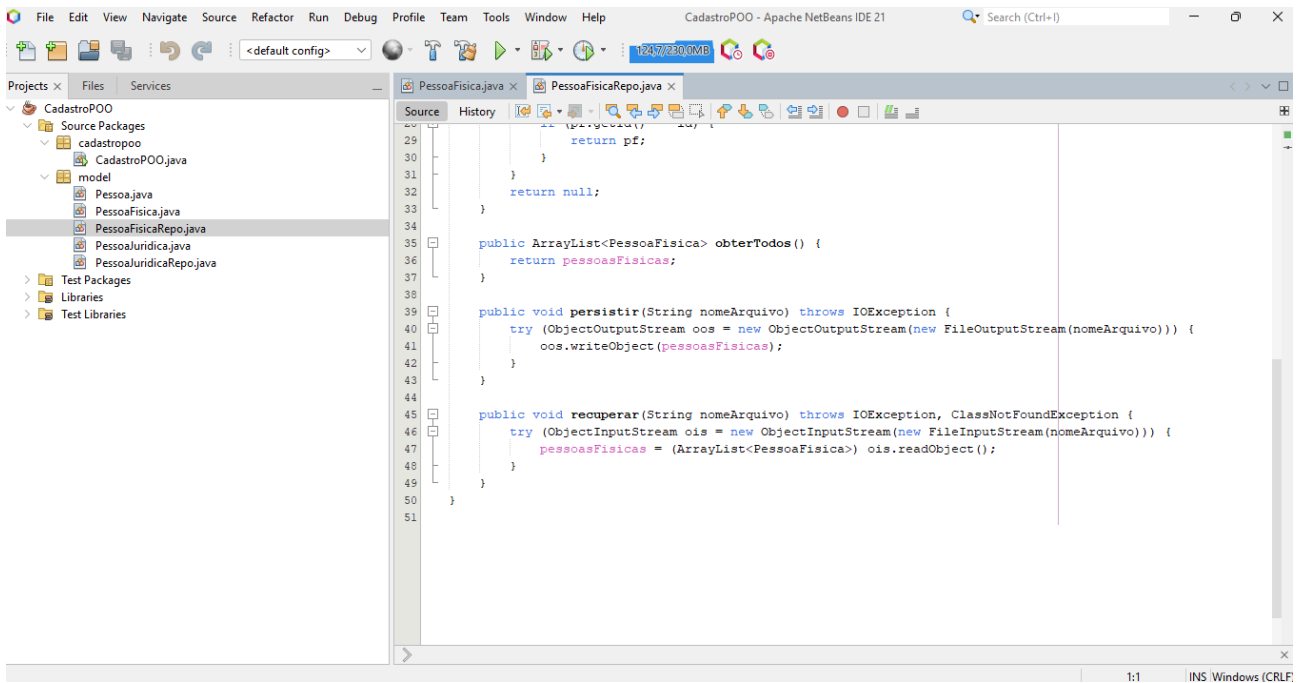 File Edit View Navigate Source Refactor Run Debug Profile Team Tools Window Help CadastroPOO - Apache NetBeans IDE 21 Search (Ctrl+I)
<default config> 124,7/230,0MB
Projects Files Services
PessoaFisica.java PessoaFisicaRepo.java
CadastroPOO
Source Packages
cadastropoo
CadastroPOO.java
model
Pessoa.java
PessoaFisica.java
PessoaFisicaRepo.java
PessoaJuridica.java
PessoaJuridicaRepo.java
Test Packages
Libraries
Test Libraries
Source History
29 return pf;
30 }
31 }
32 return null;
33 }
34
35 public ArrayList<PessoaFisica> obterTodos() {
36 return pessoasFisicas;
37 }
38
39 public void persistir(String nomeArquivo) throws IOException {
40 try (ObjectOutputStream oos = new ObjectOutputStream(new FileOutputStream(nomeArquivo))) {
41 oos.writeObject(pessoasFisicas);
42 }
43 }
44
45 public void recuperar(String nomeArquivo) throws IOException, ClassNotFoundException {
46 try (ObjectInputStream ois = new ObjectInputStream(new FileInputStream(nomeArquivo))) {
47 pessoasFisicas = (ArrayList<PessoaFisica>) ois.readObject();
48 }
49 }
50 }
51
1:1 INS Windows (CRLF)